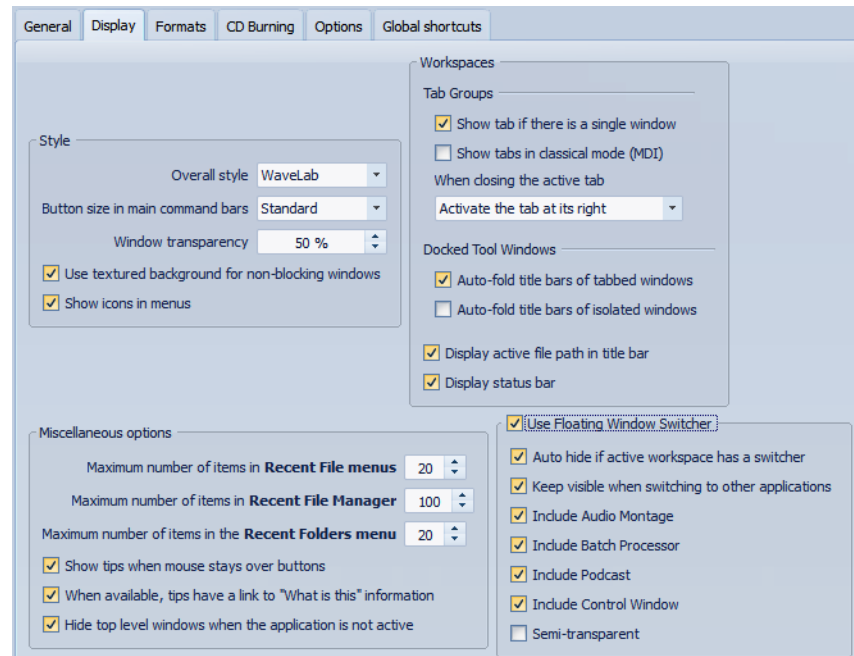 General Display Formats CD Burning Options Global shortcuts
Workspaces
Tab Groups
Show tab if there is a single window
Show tabs in classical mode (MDI)
When closing the active tab
Activate the tab at its right
Docked Tool Windows
Auto-fold title bars of tabbed windows
Auto-fold title bars of isolated windows
Display active file path in title bar
Display status bar
Style
Overall style WaveLab
Button size in main command bars Standard
Window transparency 50 %
Use textured background for non-blocking windows
Show icons in menus
Miscellaneous options
Maximum number of items in Recent File menus 20
Maximum number of items in Recent File Manager 100
Maximum number of items in the Recent Folders menu 20
Show tips when mouse stays over buttons
When available, tips have a link to "What is this" information
Hide top level windows when the application is not active
Use Floating Window Switcher
Auto hide if active workspace has a switcher
Keep visible when switching to other applications
Include Audio Montage
Include Batch Processor
Include Podcast
Include Control Window
Semi-transparent